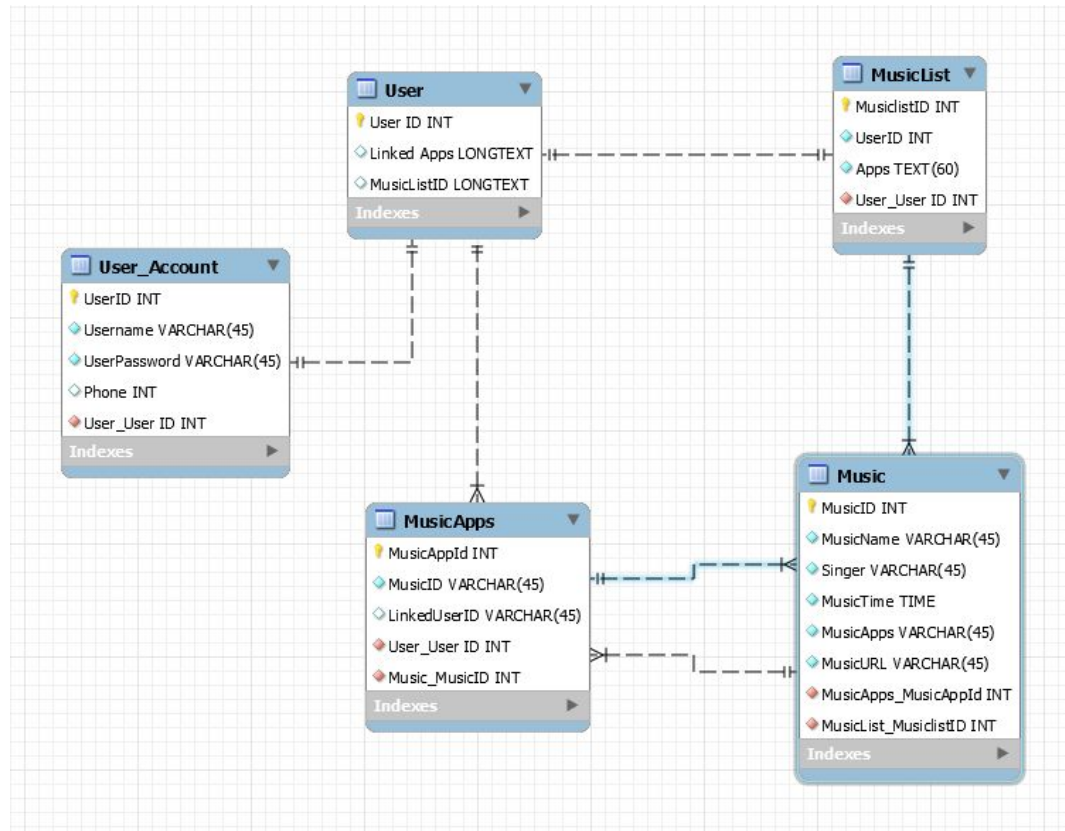 User
User ID INT
Linked Apps LONGTEXT
MusicListID LONGTEXT
Indexes
MusicList
MusiclistID INT
UserID INT
Apps TEXT(60)
User_User ID INT
Indexes
User_Account
UserID INT
Username VARCHAR(45)
UserPassword VARCHAR(45)
Phone INT
User_User ID INT
Indexes
MusicApps
MusicAppId INT
MusicID VARCHAR(45)
LinkedUserID VARCHAR(45)
User_User ID INT
Music_MusicID INT
Indexes
Music
MusicID INT
MusicName VARCHAR(45)
Singer VARCHAR(45)
MusicTime TIME
MusicApps VARCHAR(45)
MusicURL VARCHAR(45)
MusicApps_MusicAppId INT
MusicList_MusiclistID INT
Indexes